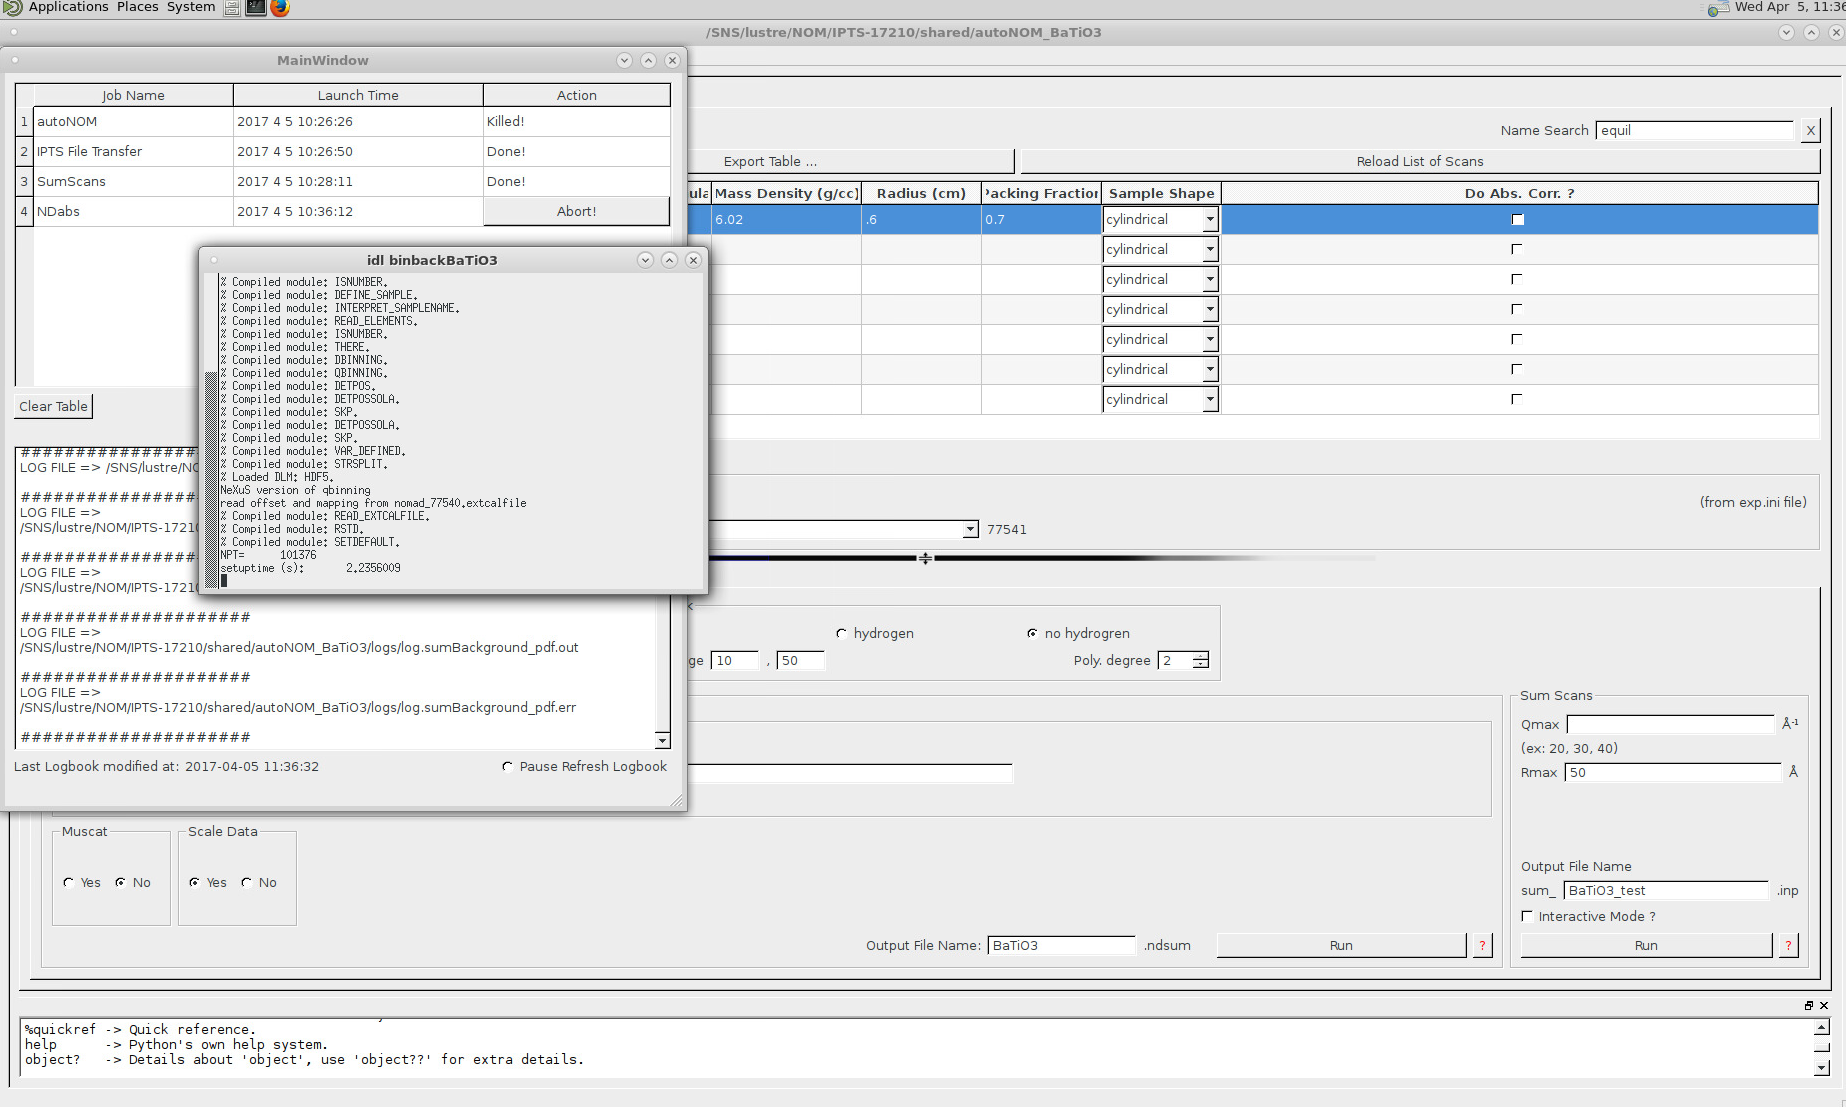 Applications Places System
Wed Apr 5, 11:36
/SNS/lustre/NOM/IPTS-17210/shared/autoNOM_BaTiO3
MainWindow
Job Name Launch Time Action
1 autoNOM 2017 4 5 10:26:26 Killed!
2 IPTS File Transfer 2017 4 5 10:26:50 Done!
3 SumScans 2017 4 5 10:28:11 Done!
4 NDabs 2017 4 5 10:36:12 Abort!
Clear Table
####################
LOG FILE => /SNS/lustre/NO
####################
LOG FILE =>
/SNS/lustre/NOM/IPTS-1721
####################
LOG FILE =>
/SNS/lustre/NOM/IPTS-1721
#####################
LOG FILE =>
/SNS/lustre/NOM/IPTS-17210/shared/autoNOM_BaTiO3/logs/log.sumBackground_pdf.out
#####################
LOG FILE =>
/SNS/lustre/NOM/IPTS-17210/shared/autoNOM_BaTiO3/logs/log.sumBackground_pdf.err
#####################
Last Logbook modified at: 2017-04-05 11:36:32 Pause Refresh Logbook
idl binbackBaTiO3
% Compiled module: ISNUMBER.
% Compiled module: DEFINE_SAMPLE.
% Compiled module: INTERPRET_SAMPLENAME.
% Compiled module: READ_ELEMENTS.
% Compiled module: ISNUMBER.
% Compiled module: THERE.
% Compiled module: DBINNING.
% Compiled module: QBINNING.
% Compiled module: DETPOS.
% Compiled module: DETPOSSOLA.
% Compiled module: SKP.
% Compiled module: DETPOSSOLA.
% Compiled module: SKP.
% Compiled module: VAR_DEFINED.
% Compiled module: STRSPLIT.
% Loaded DLM: HDF5.
NeXuS version of qbinning
read offset and mapping from nomad_77540.extcalfile
% Compiled module: READ_EXTCALFILE.
% Compiled module: RSTD.
% Compiled module: SETDEFAULT.
NPT= 101376
setuptime (s): 2.2356009
Name Search equil X
Export Table ... Reload List of Scans
ula Mass Density (g/cc) Radius (cm) Packing Fraction Sample Shape Do Abs. Corr. ?
6.02 .6 0.7 cylindrical
cylindrical
cylindrical
cylindrical
cylindrical
cylindrical
cylindrical
(from exp.ini file)
77541
hydrogen no hydrogren
ge 10 , 50 Poly. degree 2
Muscat Scale Data
Yes No Yes No
Output File Name: BaTiO3 .ndsum Run ?
Sum Scans
Qmax Å-1
(ex: 20, 30, 40)
Rmax 50 Å
Output File Name
sum_ BaTiO3_test .inp
Interactive Mode ?
Run ?
%quickref -> Quick reference.
help -> Python's own help system.
object? -> Details about 'object', use 'object??' for extra details.